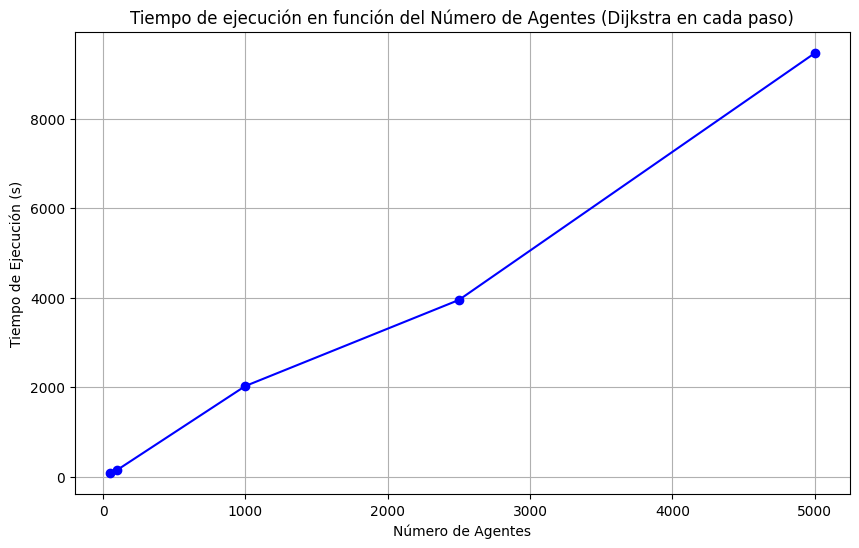 Tiempo de ejecución en función del Número de Agentes (Dijkstra en cada paso)
Tiempo de Ejecución (s)
8000
6000
4000
2000
0
0 1000 2000 3000 4000 5000
Número de Agentes